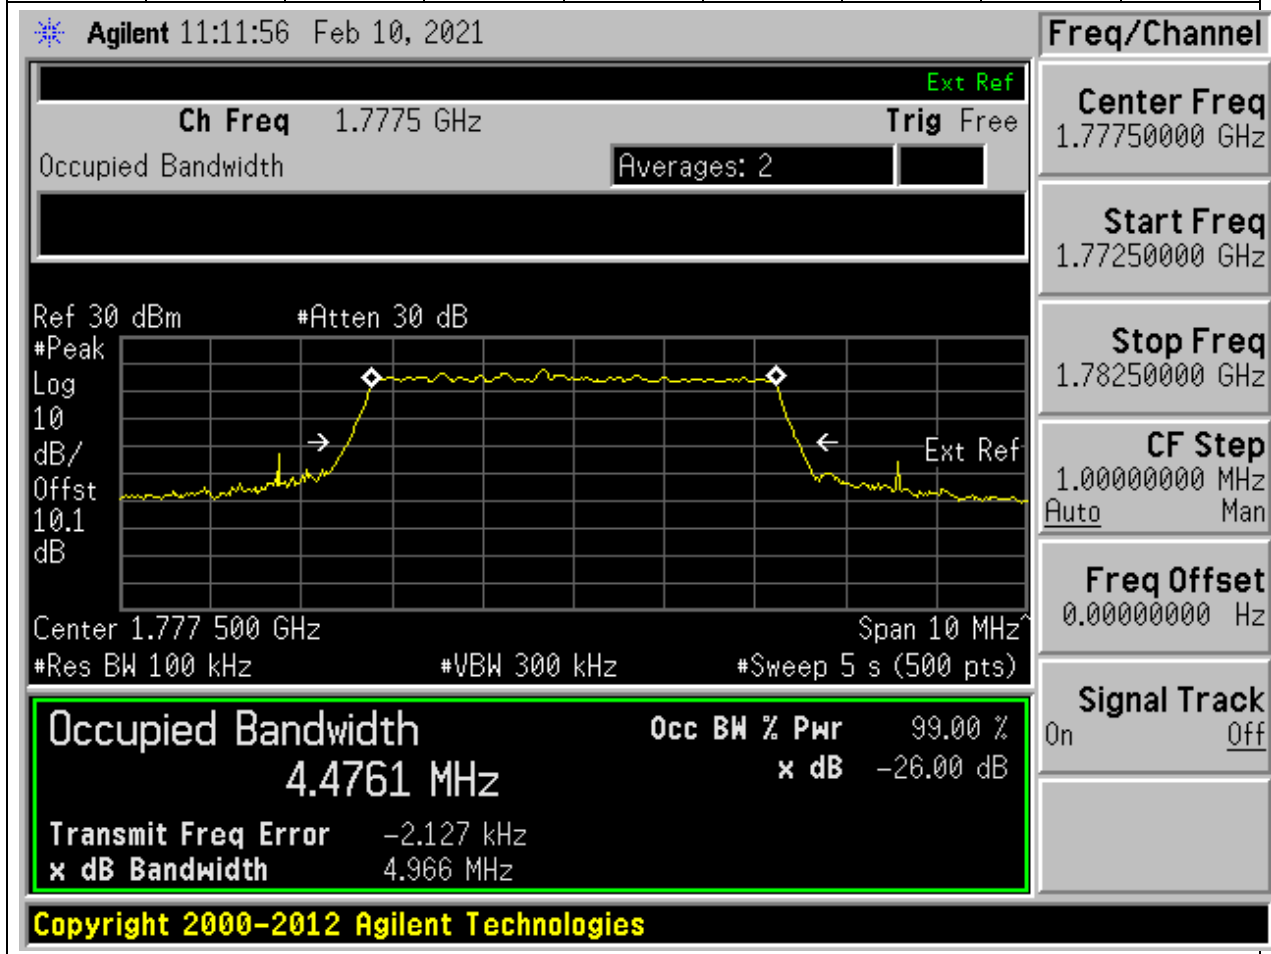 Agilent 11:11:56 Feb 10, 2021
Freq/Channel
Ext Ref
Ch Freq 1.7775 GHz Trig Free
Occupied Bandwidth Averages: 2
Center Freq
1.77750000 GHz
Start Freq
1.77250000 GHz
Stop Freq
1.78250000 GHz
CF Step
1.00000000 MHz
Auto Man
Freq Offset
0.00000000 Hz
Signal Track
On Off
Ref 30 dBm #Atten 30 dB
#Peak
Log
10
dB/
Offst
10.1
dB
Ext Ref
Center 1.777 500 GHz Span 10 MHz^
#Res BW 100 kHz #VBW 300 kHz #Sweep 5 s (500 pts)
Occupied Bandwidth
4.4761 MHz
Occ BW % Pwr 99.00 %
x dB -26.00 dB
Transmit Freq Error -2.127 kHz
x dB Bandwidth 4.966 MHz
Copyright 2000-2012 Agilent Technologies